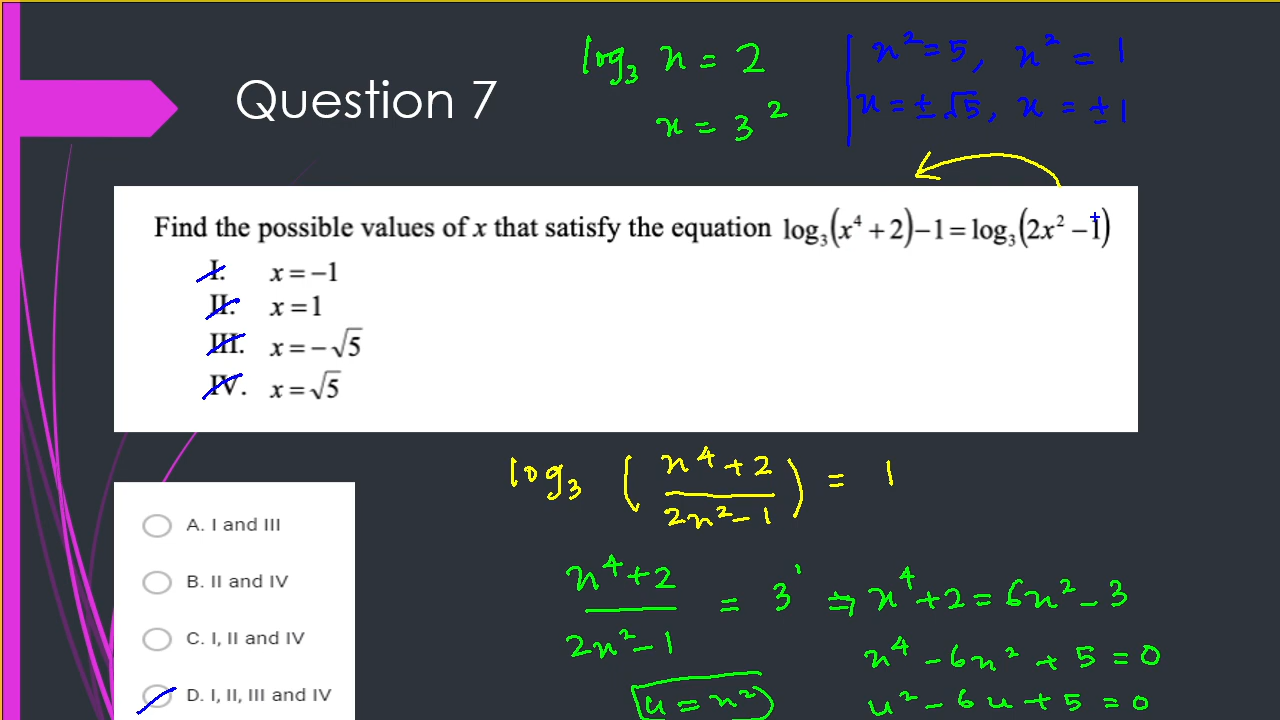 Question 7
log₃ x = 2
x = 3²
x² = 5, x² = 1
x = ± √5, x = ± 1
Find the possible values of x that satisfy the equation log₃(x⁴ + 2) – 1 = log₃(2x² – 1)
I. x = –1
II. x = 1
III. x = –√5
IV. x = √5
log₃ (x⁴ + 2 / 2x² – 1) = 1
x⁴ + 2 / 2x² – 1 = 3¹ ⇒ x⁴ + 2 = 6x² – 3
x⁴ – 6x² + 5 = 0
u = x²
u² – 6u + 5 = 0
A. I and III
B. II and IV
C. I, II and IV
D. I, II, III and IV